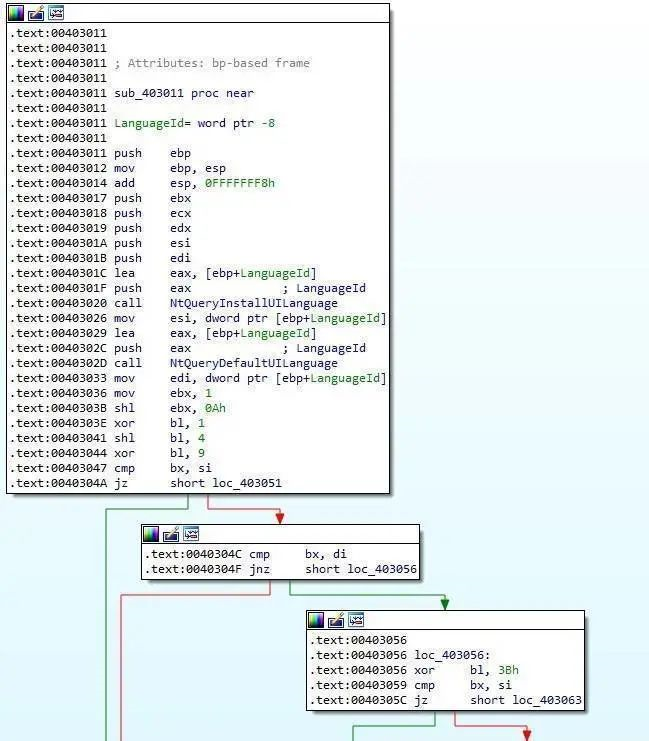 .text:00403011
.text:00403011
.text:00403011 ; Attributes: bp-based frame
.text:00403011
.text:00403011 sub_403011 proc near
.text:00403011
.text:00403011 LanguageId= word ptr -8
.text:00403011
.text:00403011 push ebp
.text:00403012 mov ebp, esp
.text:00403014 add esp, 0FFFFFFF8h
.text:00403017 push ebx
.text:00403018 push ecx
.text:00403019 push edx
.text:0040301A push esi
.text:0040301B push edi
.text:0040301C lea eax, [ebp+LanguageId]
.text:0040301F push eax ; LanguageId
.text:00403020 call NtQueryInstallUILanguage
.text:00403026 mov esi, dword ptr [ebp+LanguageId]
.text:00403029 lea eax, [ebp+LanguageId]
.text:0040302C push eax ; LanguageId
.text:0040302D call NtQueryDefaultUILanguage
.text:00403033 mov edi, dword ptr [ebp+LanguageId]
.text:00403036 mov ebx, 1
.text:0040303B shl ebx, 0Ah
.text:0040303E xor bl, 1
.text:00403041 shl bl, 4
.text:00403044 xor bl, 9
.text:00403047 cmp bx, si
.text:0040304A jz short loc_403051
.text:0040304C cmp bx, di
.text:0040304F jnz short loc_403056
.text:00403056
.text:00403056 loc_403056:
.text:00403056 xor bl, 3Bh
.text:00403059 cmp bx, si
.text:0040305C jz short loc_403063